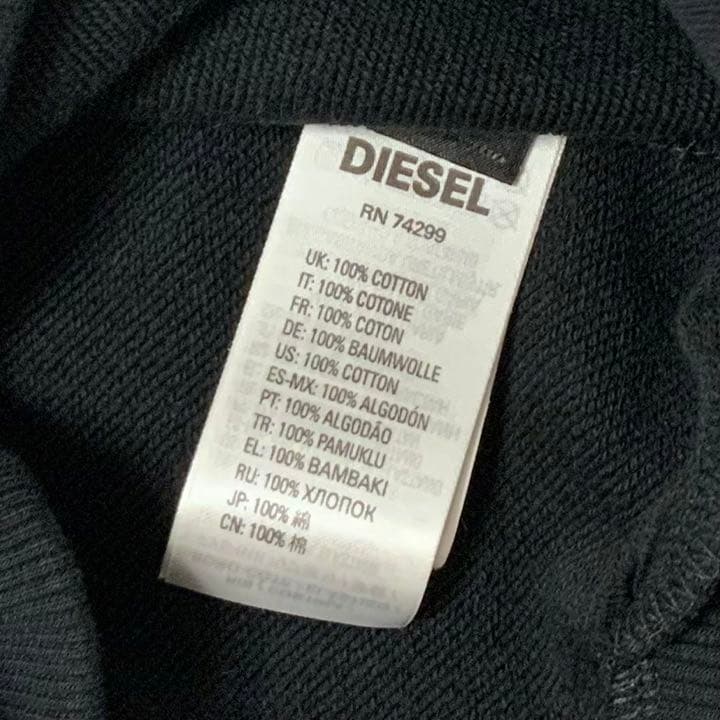 DIESEL
RN 74299
UK: 100% COTTON
IT: 100% COTONE
FR: 100% COTON
DE: 100% BAUMWOLLE
US: 100% COTTON
ES-MX: 100% ALGODÓN
PT: 100% ALGODÃO
TR: 100% PAMUKLU
EL: 100% BAMBAKI
RU: 100% ХЛОПОК
JP: 100% 綿
CN: 100% 棉